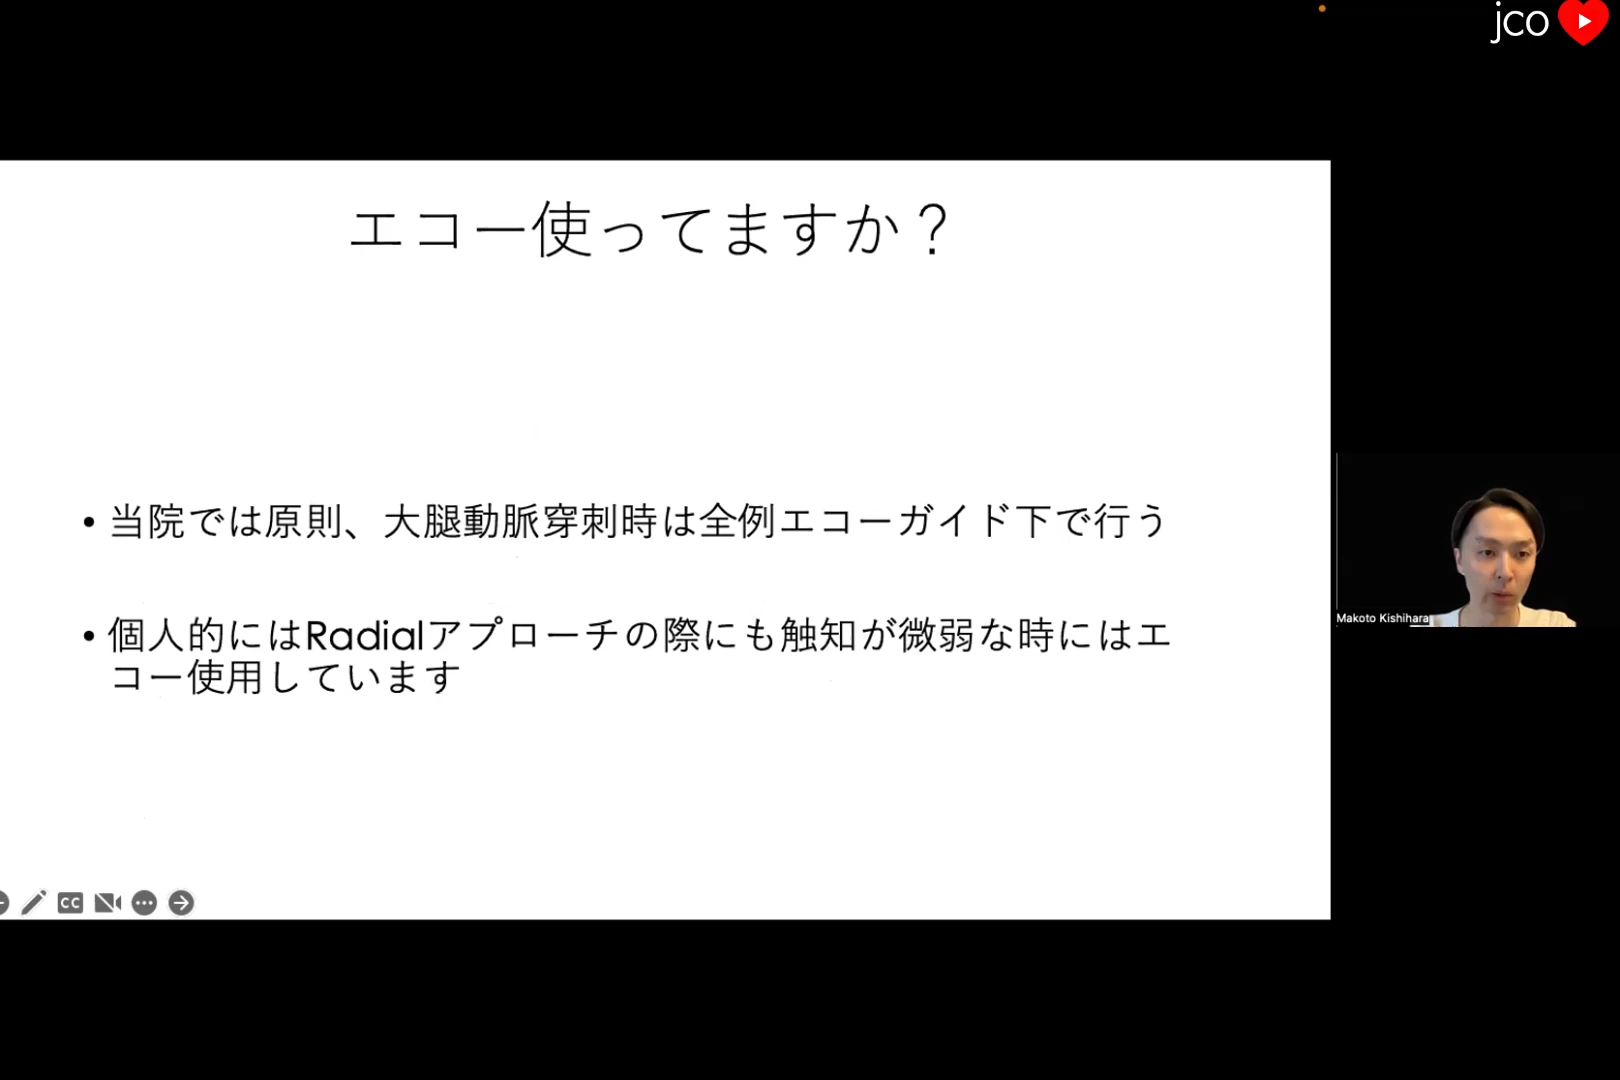 jco
エコー使ってますか？
• 当院では原則、大腿動脈穿刺時は全例エコーガイド下で行う
• 個人的にはRadialアプローチの際にも触知が微弱な時にはエ
コー使用しています
Makoto Kishihara
CC